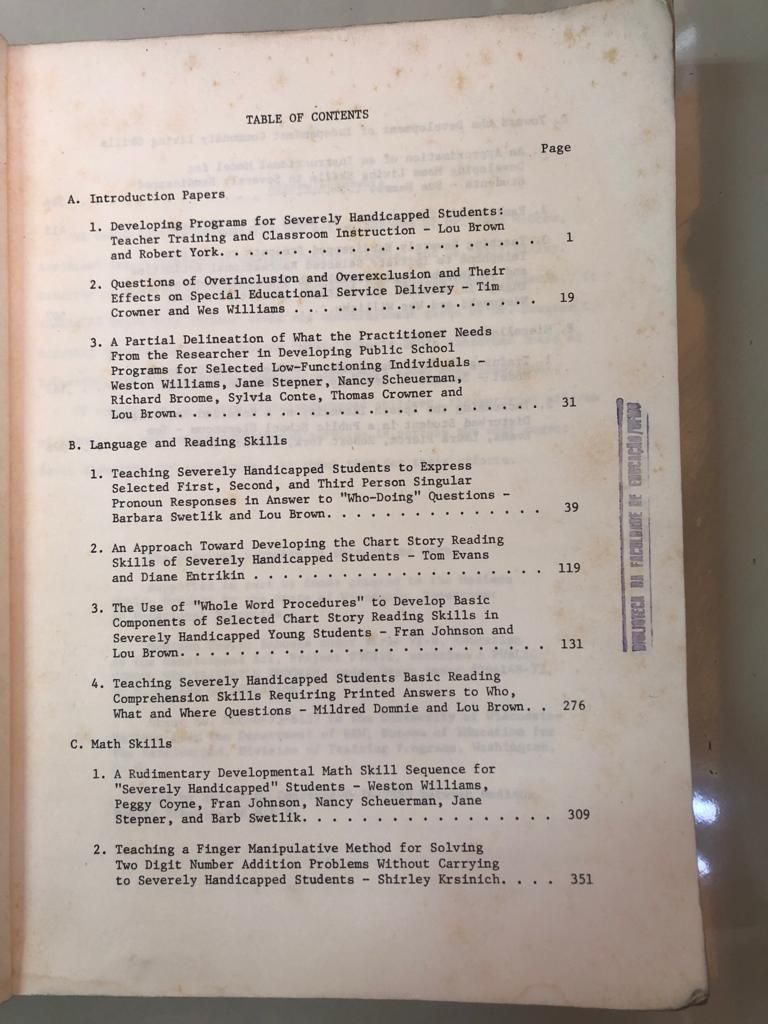 TABLE OF CONTENTS
Page
A. Introduction Papers
1. Developing Programs for Severely Handicapped Students:
Teacher Training and Classroom Instruction - Lou Brown
and Robert York. . . . . . . . . . . . . . . . . . . . . . 1
2. Questions of Overinclusion and Overexclusion and Their
Effects on Special Educational Service Delivery - Tim
Crowner and Wes Williams . . . . . . . . . . . . . . . . . 19
3. A Partial Delineation of What the Practitioner Needs
From the Researcher in Developing Public School
Programs for Selected Low-Functioning Individuals -
Weston Williams, Jane Stepner, Nancy Scheuerman,
Richard Broome, Sylvia Conte, Thomas Crowner and
Lou Brown. . . . . . . . . . . . . . . . . . . . . . . . . 31
B. Language and Reading Skills
1. Teaching Severely Handicapped Students to Express
Selected First, Second, and Third Person Singular
Pronoun Responses in Answer to "Who-Doing" Questions -
Barbara Swetlik and Lou Brown. . . . . . . . . . . . . . . 39
2. An Approach Toward Developing the Chart Story Reading
Skills of Severely Handicapped Students - Tom Evans
and Diane Entrikin . . . . . . . . . . . . . . . . . . . . 119
3. The Use of "Whole Word Procedures" to Develop Basic
Components of Selected Chart Story Reading Skills in
Severely Handicapped Young Students - Fran Johnson and
Lou Brown. . . . . . . . . . . . . . . . . . . . . . . . . 131
4. Teaching Severely Handicapped Students Basic Reading
Comprehension Skills Requiring Printed Answers to Who,
What and Where Questions - Mildred Domnie and Lou Brown. . 276
C. Math Skills
1. A Rudimentary Developmental Math Skill Sequence for
"Severely Handicapped" Students - Weston Williams,
Peggy Coyne, Fran Johnson, Nancy Scheuerman, Jane
Stepner, and Barb Swetlik. . . . . . . . . . . . . . . . . 309
2. Teaching a Finger Manipulative Method for Solving
Two Digit Number Addition Problems Without Carrying
to Severely Handicapped Students - Shirley Krsinich. . . . 351
BIBLIOTECA DA FACULDADE DE EDUCAÇÃO/UFRGS